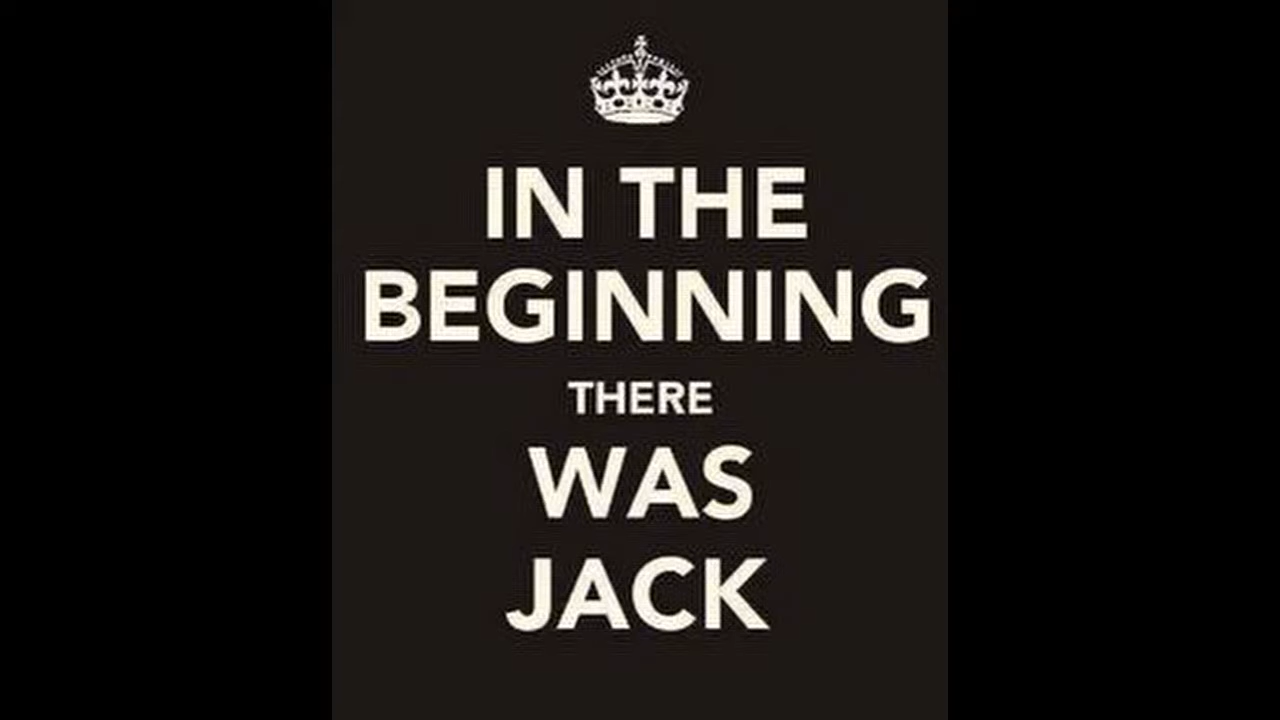 IN THE
BEGINNING
THERE
WAS
JACK